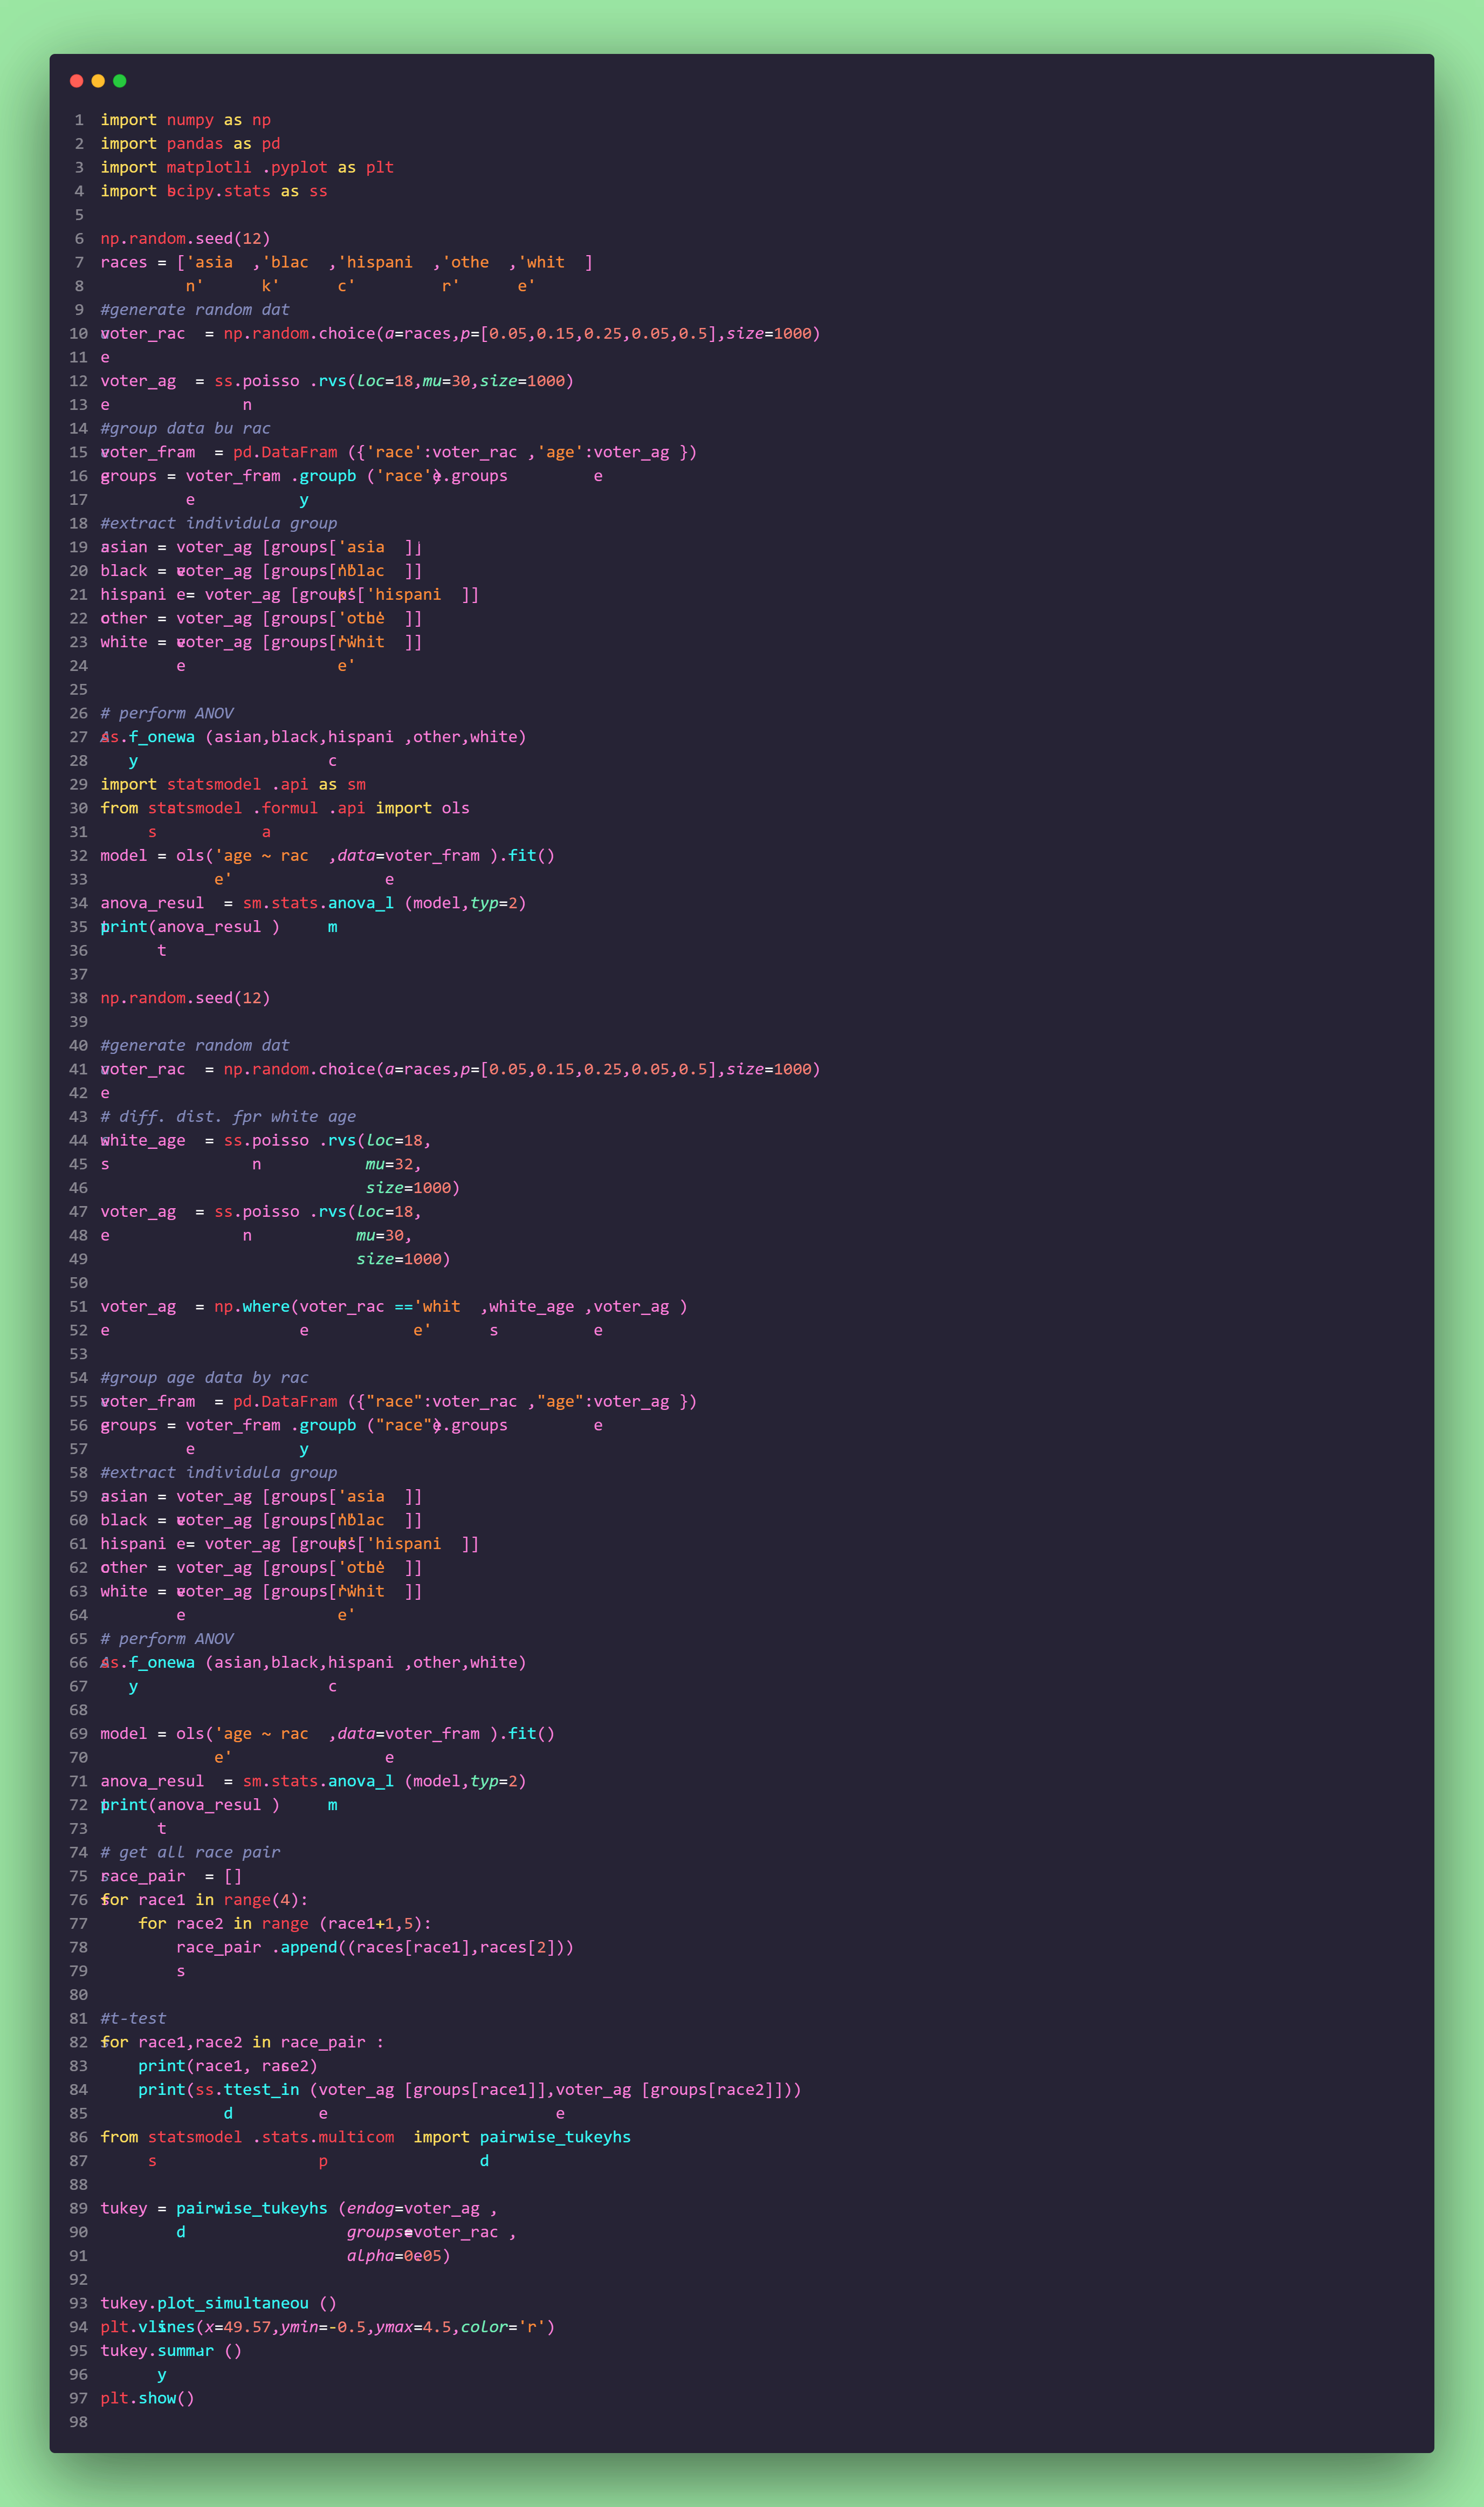 1 import numpy as np
2 import pandas as pd
3 import matplotli .pyplot as plt
4 import scipy.stats as ss
5
6 np.random.seed(12)
7 races = ['asia  ,'blac  ,'hispani  ,'othe  ,'whit  ]
8 n' k' c' r' e'
9 #generate random dat
10 voter_rac  = np.random.choice(a=races,p=[0.05,0.15,0.25,0.05,0.5],size=1000)
11 e
12 voter_ag  = ss.poisso .rvs(loc=18,mu=30,size=1000)
13 e n
14 #group data bu rac
15 voter_fram  = pd.DataFram ({'race':voter_rac ,'age':voter_ag })
16 groups = voter_fram .groupb ('race').groups e
17 e y
18 #extract individula group
19 asian = voter_ag [groups['asia  ]]
20 black = voter_ag [groups['blac  ]]
21 hispani e= voter_ag [groups['hispani  ]]
22 other = voter_ag [groups['othe  ]]
23 white = voter_ag [groups['whit  ]]
24 e e'
25
26 # perform ANOV
27 ss.f_onewa (asian,black,hispani ,other,white)
28 y c
29 import statsmodel .api as sm
30 from statsmodel .formul .api import ols
31 s a
32 model = ols('age ~ rac  ,data=voter_fram ).fit()
33 e' e
34 anova_resul  = sm.stats.anova_l (model,typ=2)
35 print(anova_resul ) m
36 t
37
38 np.random.seed(12)
39
40 #generate random dat
41 voter_rac  = np.random.choice(a=races,p=[0.05,0.15,0.25,0.05,0.5],size=1000)
42 e
43 # diff. dist. fpr white age
44 white_age  = ss.poisso .rvs(loc=18,
45 s n mu=32,
46 size=1000)
47 voter_ag  = ss.poisso .rvs(loc=18,
48 e n mu=30,
49 size=1000)
50
51 voter_ag  = np.where(voter_rac =='whit  ,white_age ,voter_ag )
52 e e e' s e
53
54 #group age data by rac
55 voter_fram  = pd.DataFram ({"race":voter_rac ,"age":voter_ag })
56 groups = voter_fram .groupb ("race").groups e
57 e y
58 #extract individula group
59 asian = voter_ag [groups['asia  ]]
60 black = voter_ag [groups['blac  ]]
61 hispani e= voter_ag [groups['hispani  ]]
62 other = voter_ag [groups['othe  ]]
63 white = voter_ag [groups['whit  ]]
64 e e'
65 # perform ANOV
66 ss.f_onewa (asian,black,hispani ,other,white)
67 y c
68
69 model = ols('age ~ rac  ,data=voter_fram ).fit()
70 e' e
71 anova_resul  = sm.stats.anova_l (model,typ=2)
72 print(anova_resul ) m
73 t
74 # get all race pair
75 race_pair  = []
76 for race1 in range(4):
77 for race2 in range (race1+1,5):
78 race_pair .append((races[race1],races[2]))
79 s
80
81 #t-test
82 for race1,race2 in race_pair :
83 print(race1, race2)
84 print(ss.ttest_in (voter_ag [groups[race1]],voter_ag [groups[race2]]))
85 d e e
86 from statsmodel .stats.multicom  import pairwise_tukeyhs
87 s p d
88
89 tukey = pairwise_tukeyhs (endog=voter_ag ,
90 d groups=voter_rac ,
91 alpha=0.05)
92
93 tukey.plot_simultaneou ()
94 plt.vlines(x=49.57,ymin=-0.5,ymax=4.5,color='r')
95 tukey.summar ()
96 y
97 plt.show()
98